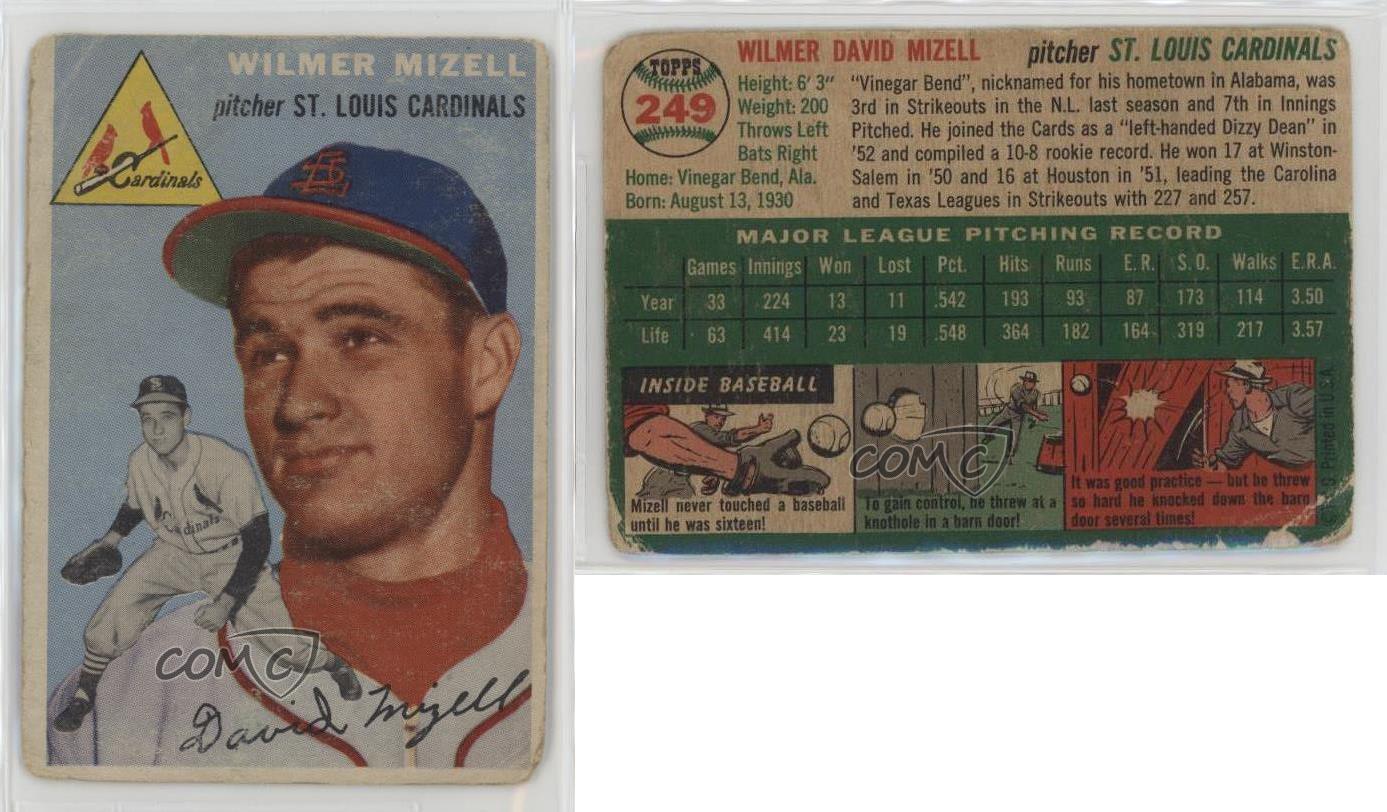 WILMER MIZELL
pitcher ST. LOUIS CARDINALS
Cardinals
StL
Cardinals
COMC
David Mizell
TOPPS
249
WILMER DAVID MIZELL pitcher ST. LOUIS CARDINALS
Height: 6' 3"
Weight: 200
Throws Left
Bats Right
Home: Vinegar Bend, Ala.
Born: August 13, 1930
"Vinegar Bend", nicknamed for his hometown in Alabama, was
3rd in Strikeouts in the N.L. last season and 7th in Innings
Pitched. He joined the Cards as a "left-handed Dizzy Dean" in
'52 and compiled a 10-8 rookie record. He won 17 at Winston-
Salem in '50 and 16 at Houston in '51, leading the Carolina
and Texas Leagues in Strikeouts with 227 and 257.
MAJOR LEAGUE PITCHING RECORD
Games Innings Won Lost Pct. Hits Runs E.R. S.O. Walks E.R.A.
Year 33 224 13 11 .542 193 93 87 173 114 3.50
Life 63 414 23 19 .548 364 182 164 319 217 3.57
INSIDE BASEBALL
COMC
Mizell never touched a baseball
until he was sixteen!
To gain control, he threw at a
knothole in a barn door!
It was good practice — but he threw
so hard he knocked down the barn
door several times!
Printed in U.S.A.